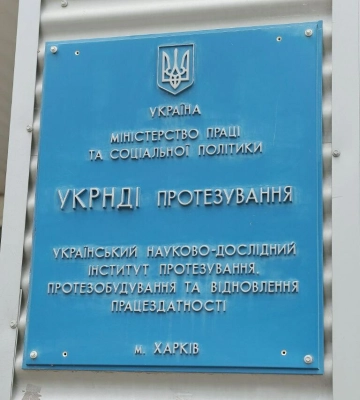 УКРАЇНА
МІНІСТЕРСТВО ПРАЦІ
ТА СОЦІАЛЬНОЇ ПОЛІТИКИ
УКРНДІ ПРОТЕЗУВАННЯ
УКРАЇНСЬКИЙ НАУКОВО-ДОСЛІДНИЙ
ІНСТИТУТ ПРОТЕЗУВАННЯ,
ПРОТЕЗОБУДУВАННЯ ТА ВІДНОВЛЕННЯ
ПРАЦЕЗДАТНОСТІ
м. ХАРКІВ